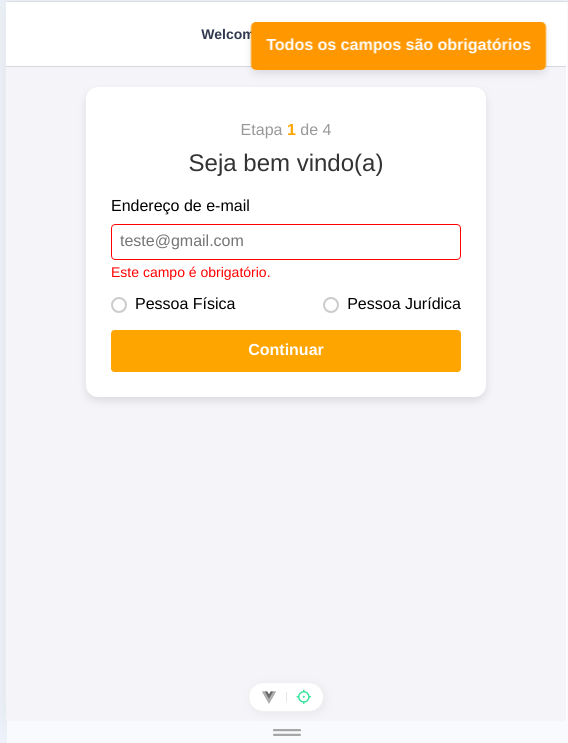 Todos os campos são obrigatórios
Etapa 1 de 4
Seja bem vindo(a)
Endereço de e-mail
teste@gmail.com
Este campo é obrigatório.
Pessoa Física
Pessoa Jurídica
Continuar